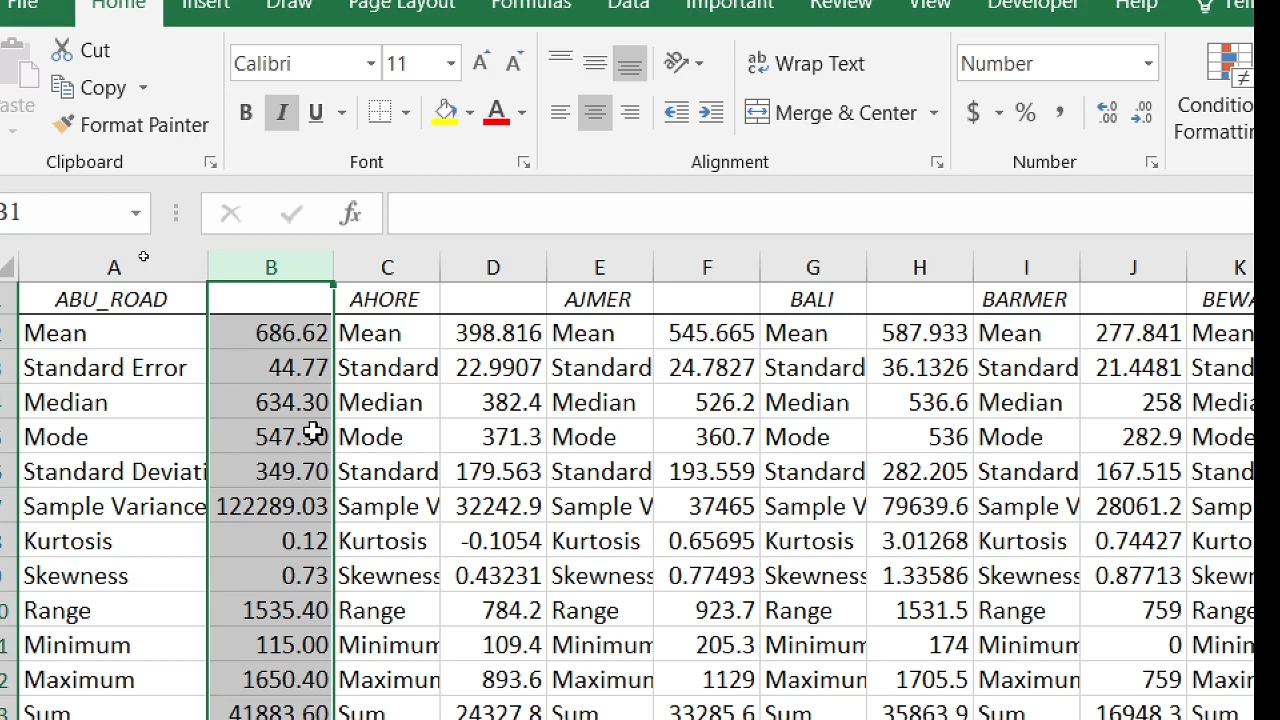 File Home Insert Draw Page Layout Formulas Data Important Review View Developer Help Tell
Cut
Calibri 11 Wrap Text Number
Copy
B I U Merge & Center $ % , Conditio
Format Painter Formattin
Clipboard Font Alignment Number
B1 fx
A B C D E F G H I J K
ABU_ROAD AHORE AJMER BALI BARMER BEWA
Mean 686.62 Mean 398.816 Mean 545.665 Mean 587.933 Mean 277.841 Mean
Standard Error 44.77 Standard 22.9907 Standard 24.7827 Standard 36.1326 Standard 21.4481 Stand
Median 634.30 Median 382.4 Median 526.2 Median 536.6 Median 258 Media
Mode Mode 371.3 Mode 360.7 Mode 536 Mode 282.9 Mode
Standard Deviati 349.70 Standard 179.563 Standard 193.559 Standard 282.205 Standard 167.515 Stand
Sample Variance 122289.03 Sample V 32242.9 Sample V 37465 Sample V 79639.6 Sample V 28061.2 Samp
Kurtosis 0.12 Kurtosis -0.1054 Kurtosis 0.65695 Kurtosis 3.01268 Kurtosis 0.74427 Kurto
Skewness 0.73 Skewness 0.43231 Skewness 0.77493 Skewness 1.33586 Skewness 0.87713 Skew
Range 1535.40 Range 784.2 Range 923.7 Range 1531.5 Range 759 Range
Minimum 115.00 Minimum 109.4 Minimum 205.3 Minimum 174 Minimum 0 Minim
Maximum 1650.40 Maximum 893.6 Maximum 1129 Maximum 1705.5 Maximum 759 Maxir
Sum 41883.60 Sum 24327.8 Sum 33285.6 Sum 35863.9 Sum 16948.3 Sum